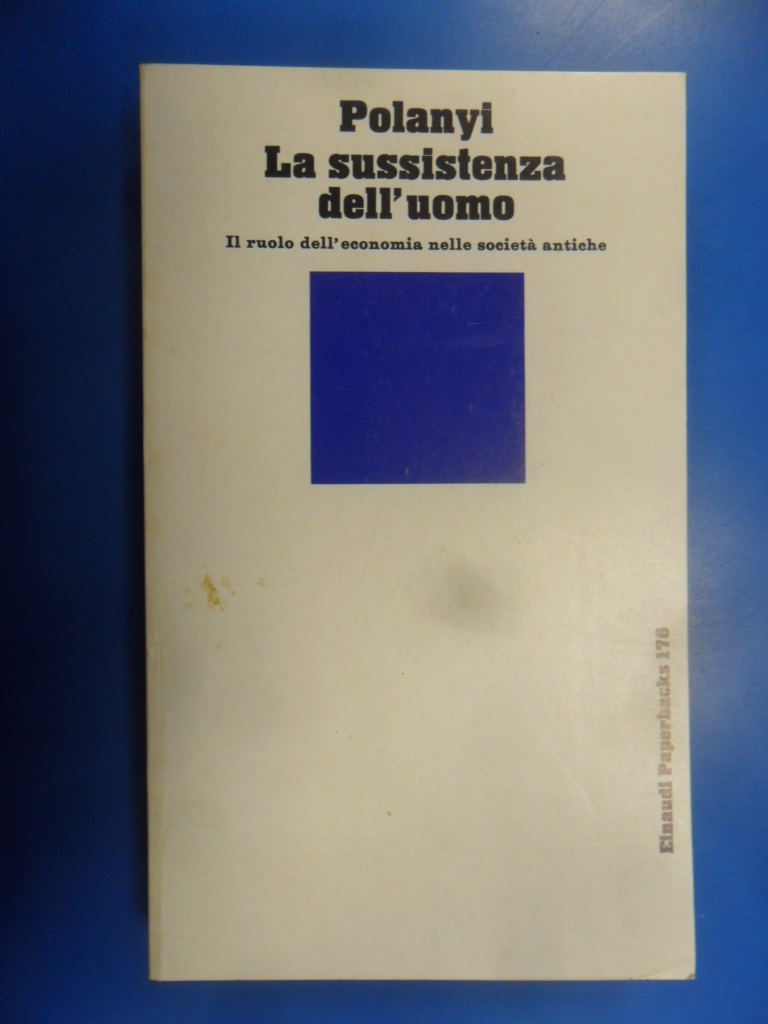 Polanyi
La sussistenza
dell'uomo
Il ruolo dell'economia nelle società antiche
Einaudi Paperbacks 176